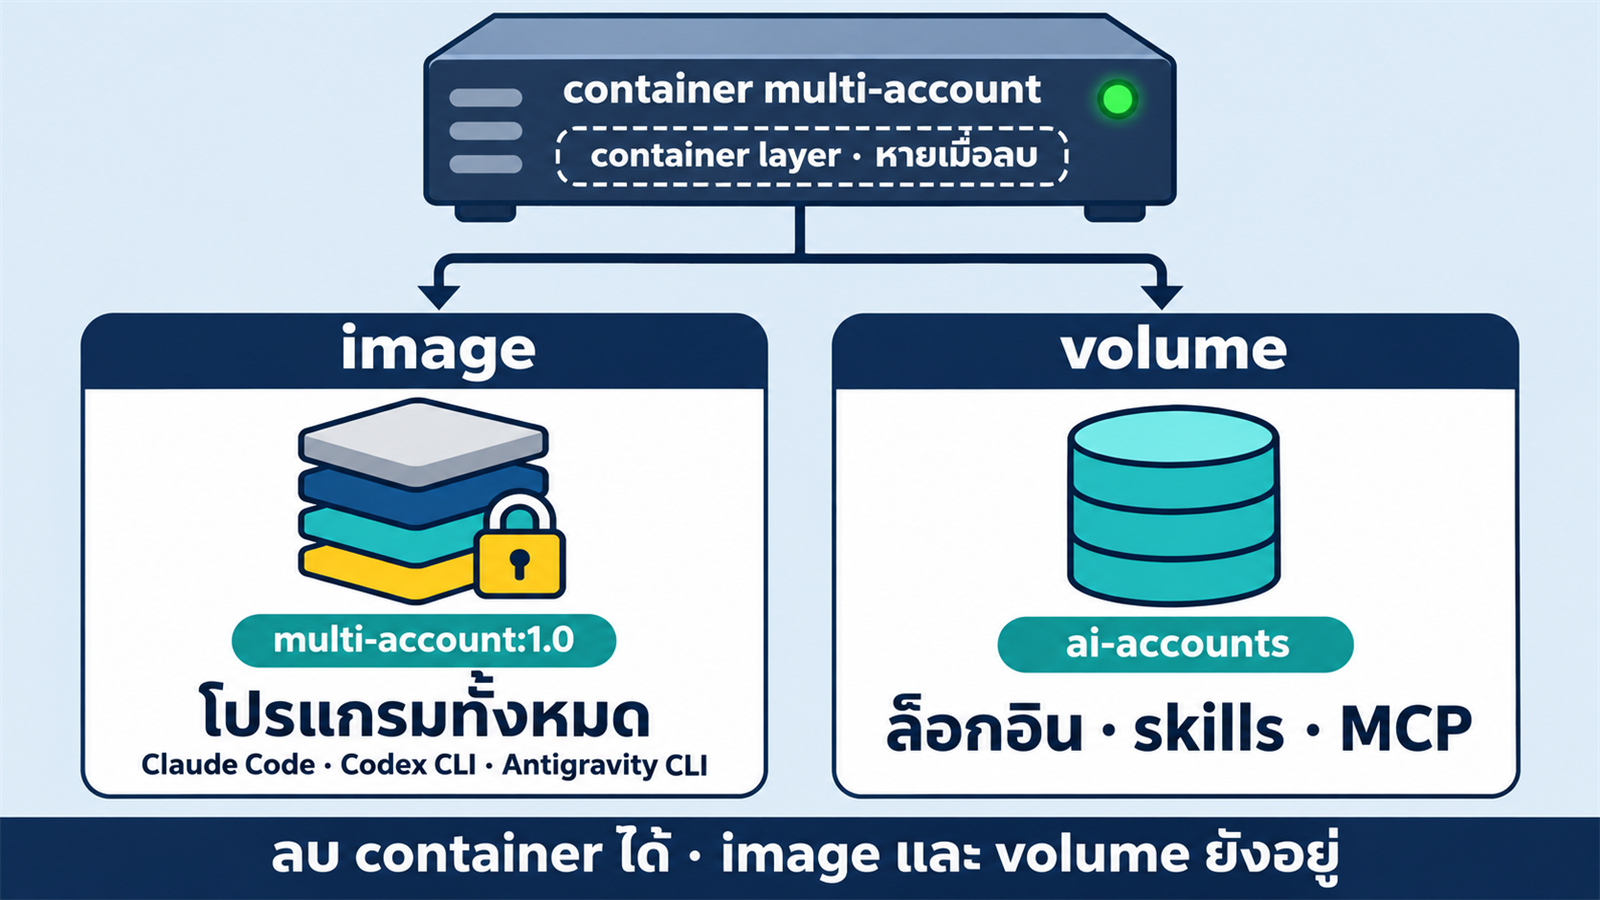 container multi-account
container layer · หายเมื่อลบ
image
volume
multi-account:1.0
โปรแกรมทั้งหมด
Claude Code · Codex CLI · Antigravity CLI
ai-accounts
ล็อกอิน · skills · MCP
ลบ container ได้ · image และ volume ยังอยู่